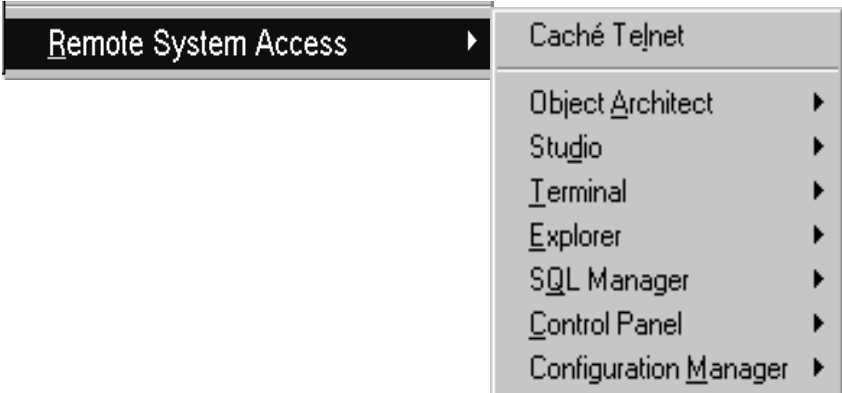 Remote System Access
Caché Telnet
Object Architect
Studio
Terminal
Explorer
SQL Manager
Control Panel
Configuration Manager